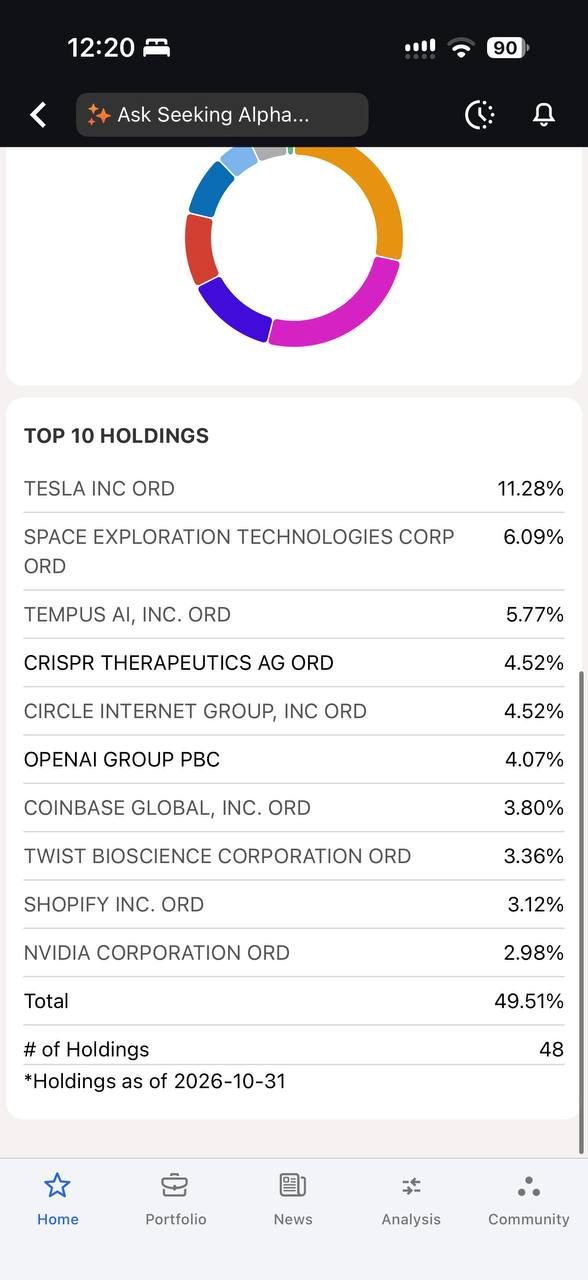 12:20
90
Ask Seeking Alpha...
TOP 10 HOLDINGS
TESLA INC ORD 11.28%
SPACE EXPLORATION TECHNOLOGIES CORP 6.09%
ORD
TEMPUS AI, INC. ORD 5.77%
CRISPR THERAPEUTICS AG ORD 4.52%
CIRCLE INTERNET GROUP, INC ORD 4.52%
OPENAI GROUP PBC 4.07%
COINBASE GLOBAL, INC. ORD 3.80%
TWIST BIOSCIENCE CORPORATION ORD 3.36%
SHOPIFY INC. ORD 3.12%
NVIDIA CORPORATION ORD 2.98%
Total 49.51%
# of Holdings 48
*Holdings as of 2026-10-31
Home Portfolio News Analysis Community